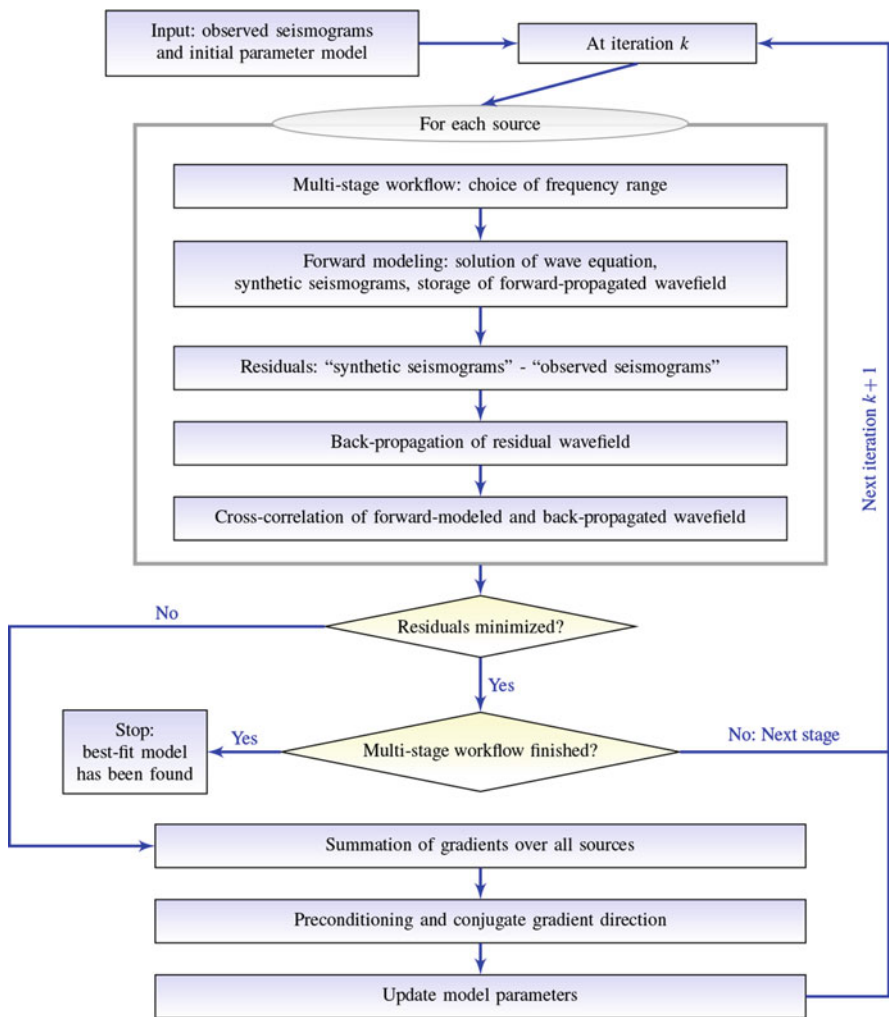 Input: observed seismograms
and initial parameter model
At iteration k
For each source
Multi-stage workflow: choice of frequency range
Forward modeling: solution of wave equation,
synthetic seismograms, storage of forward-propagated wavefield
Residuals: “synthetic seismograms” - “observed seismograms”
Back-propagation of residual wavefield
Cross-correlation of forward-modeled and back-propagated wavefield
Next iteration k + 1
No
Residuals minimized?
Yes
Stop:
best-fit model
has been found
Yes
Multi-stage workflow finished?
No: Next stage
Summation of gradients over all sources
Preconditioning and conjugate gradient direction
Update model parameters